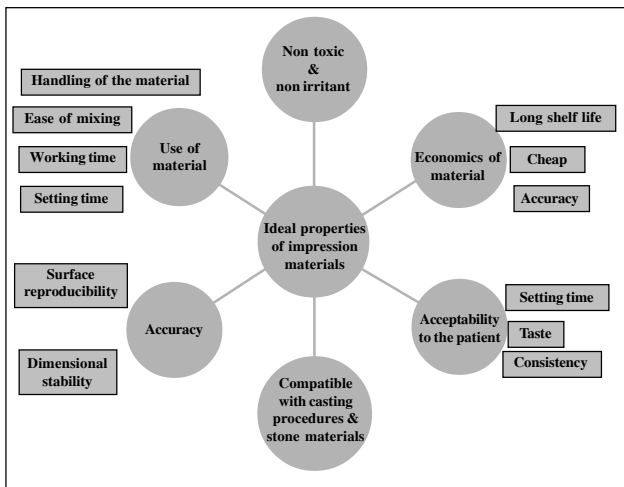 Non toxic
&
non irritant
Handling of the material
Ease of mixing
Working time
Setting time
Use of
material
Long shelf life
Cheap
Accuracy
Economics of
material
Ideal properties
of impression
materials
Surface
reproducibility
Dimensional
stability
Accuracy
Setting time
Taste
Consistency
Acceptability
to the patient
Compatible
with casting
procedures &
stone materials